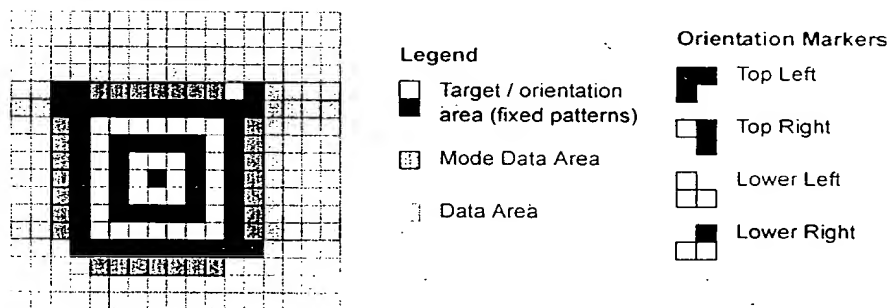 Legend
Target / orientation
area (fixed patterns)
Mode Data Area
Data Area
Orientation Markers
Top Left
Top Right
Lower Left
Lower Right